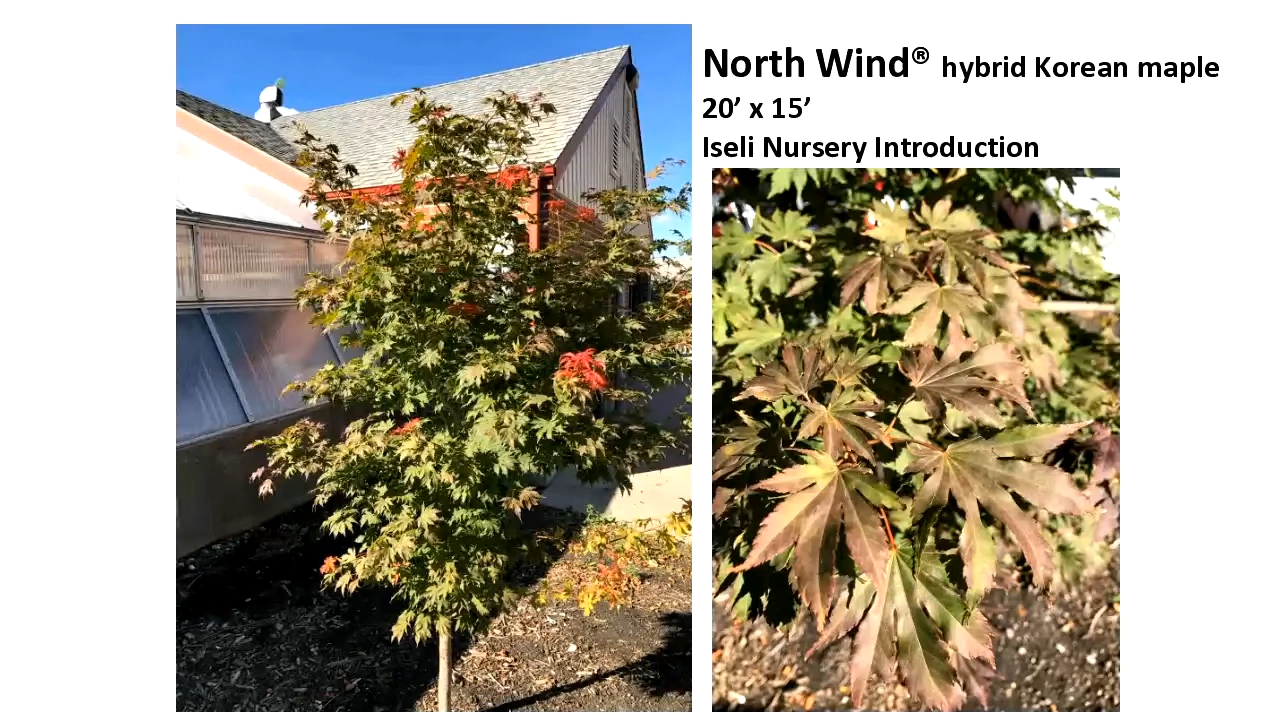 North Wind® hybrid Korean maple
20’ x 15’
Iseli Nursery Introduction